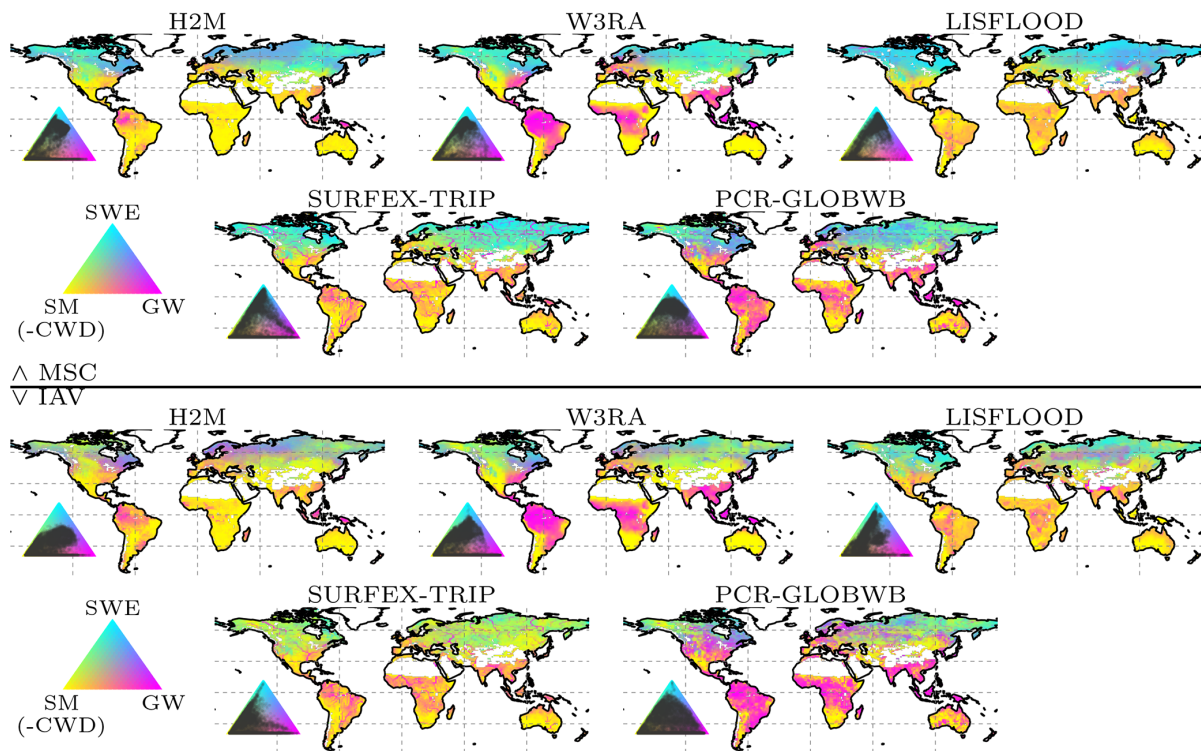 H2M
W3RA
LISFLOOD
SURFEX-TRIP
PCR-GLOBWB
SWE
SM
GW
(-CWD)
∧ MSC
∨ IAV
H2M
W3RA
LISFLOOD
SURFEX-TRIP
PCR-GLOBWB
SWE
SM
GW
(-CWD)